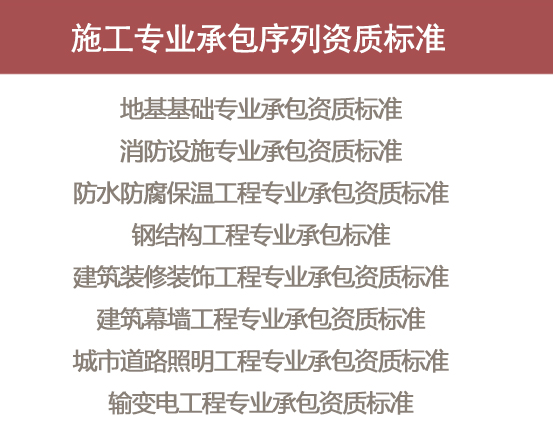 施工专业承包序列资质标准
地基基础专业承包资质标准
消防设施专业承包资质标准
防水防腐保温工程专业承包资质标准
钢结构工程专业承包标准
建筑装修装饰工程专业承包资质标准
建筑幕墙工程专业承包资质标准
城市道路照明工程专业承包资质标准
输变电工程专业承包资质标准